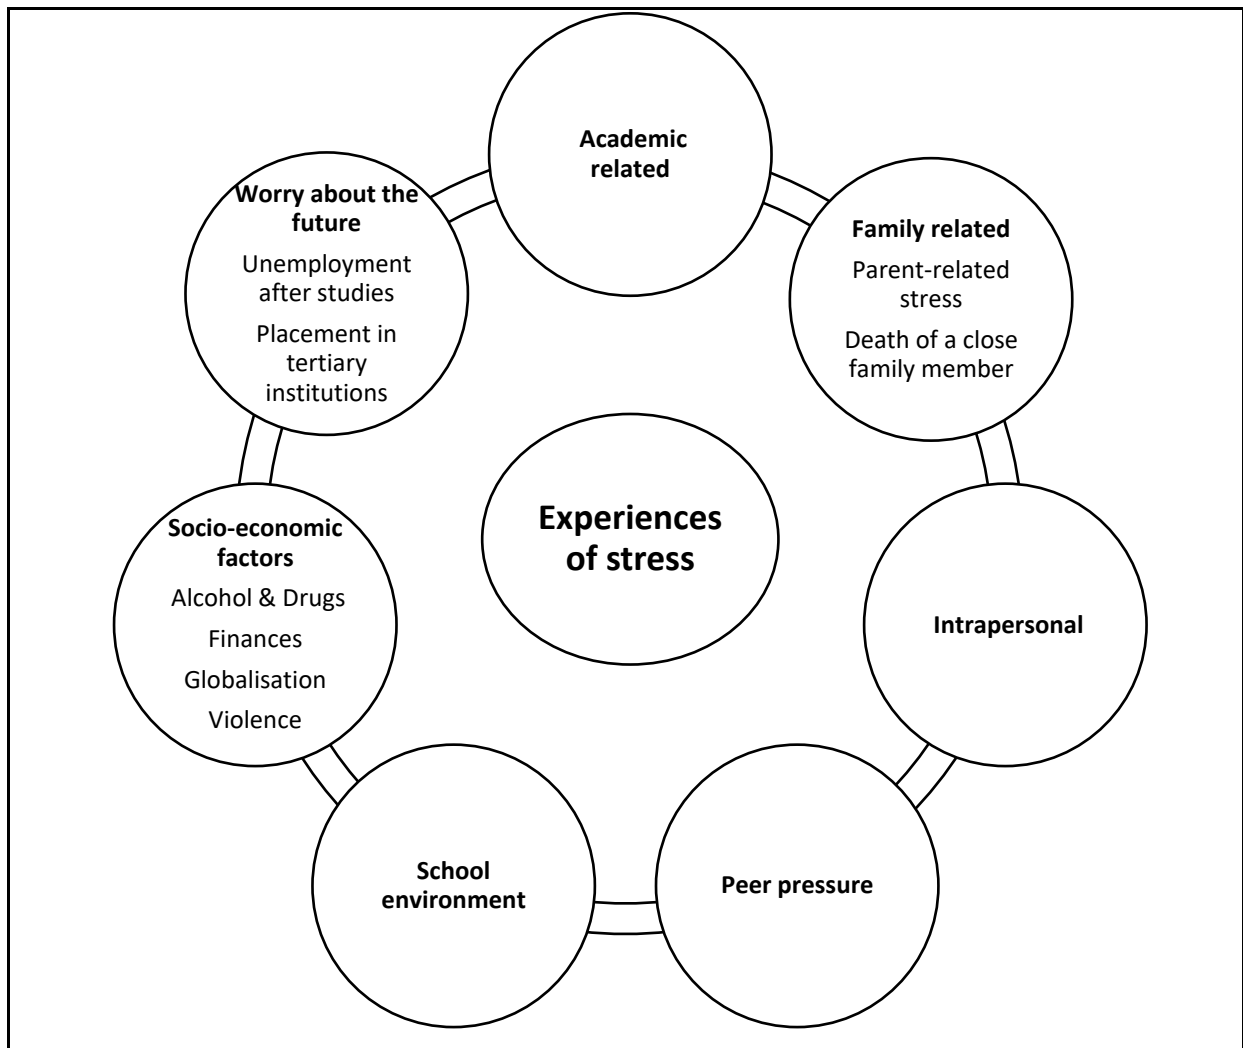 Academic
related
Worry about the
future
Unemployment
after studies
Placement in
tertiary
institutions
Family related
Parent-related
stress
Death of a close
family member
Experiences
of stress
Socio-economic
factors
Alcohol & Drugs
Finances
Globalisation
Violence
Intrapersonal
School
environment
Peer pressure